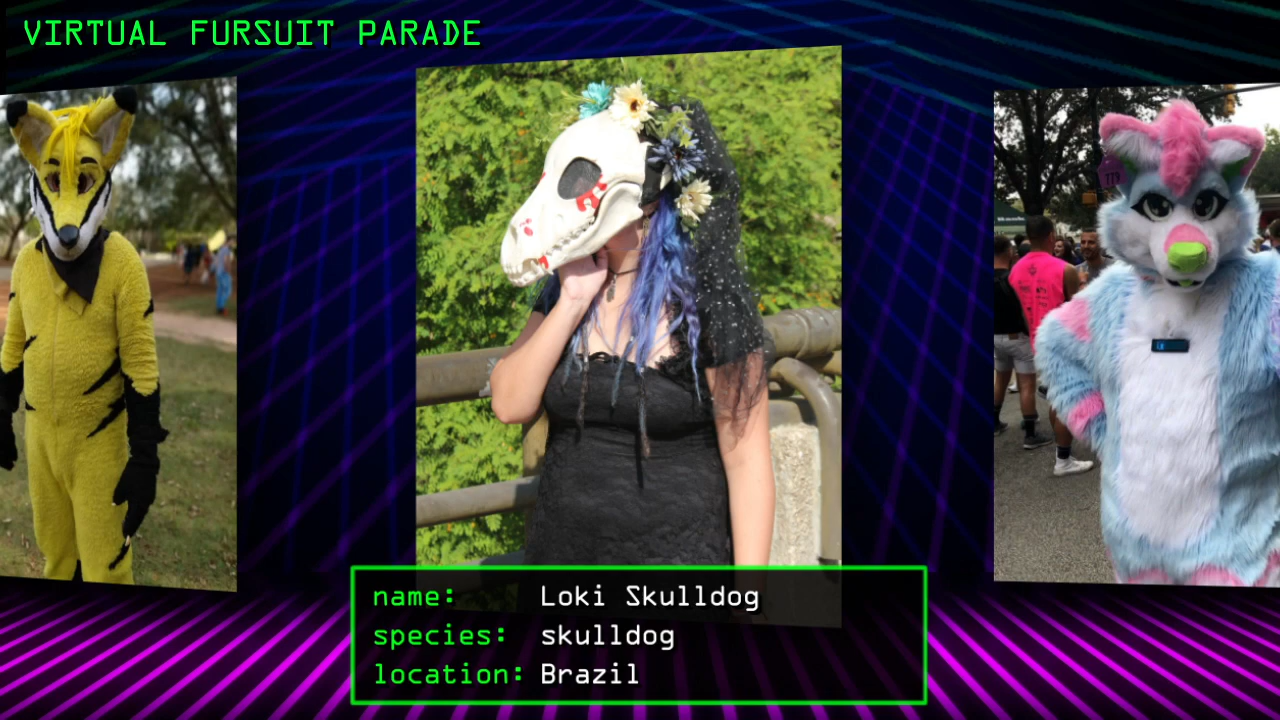 VIRTUAL FURSUIT PARADE
name: Loki Skulldog
species: skulldog
location: Brazil